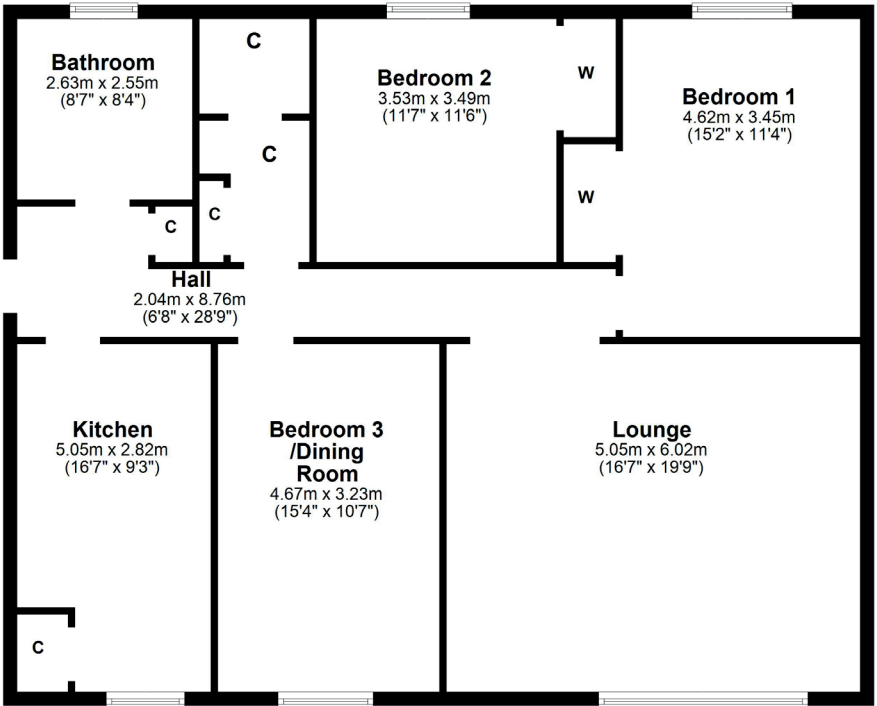 Bathroom
2.63m x 2.55m
(8'7" x 8'4")
C
C
C
C
Bedroom 2
3.53m x 3.49m
(11'7" x 11'6")
W
W
Bedroom 1
4.62m x 3.45m
(15'2" x 11'4")
Hall
2.04m x 8.76m
(6'8" x 28'9")
Kitchen
5.05m x 2.82m
(16'7" x 9'3")
C
Bedroom 3
/Dining
Room
4.67m x 3.23m
(15'4" x 10'7")
Lounge
5.05m x 6.02m
(16'7" x 19'9")